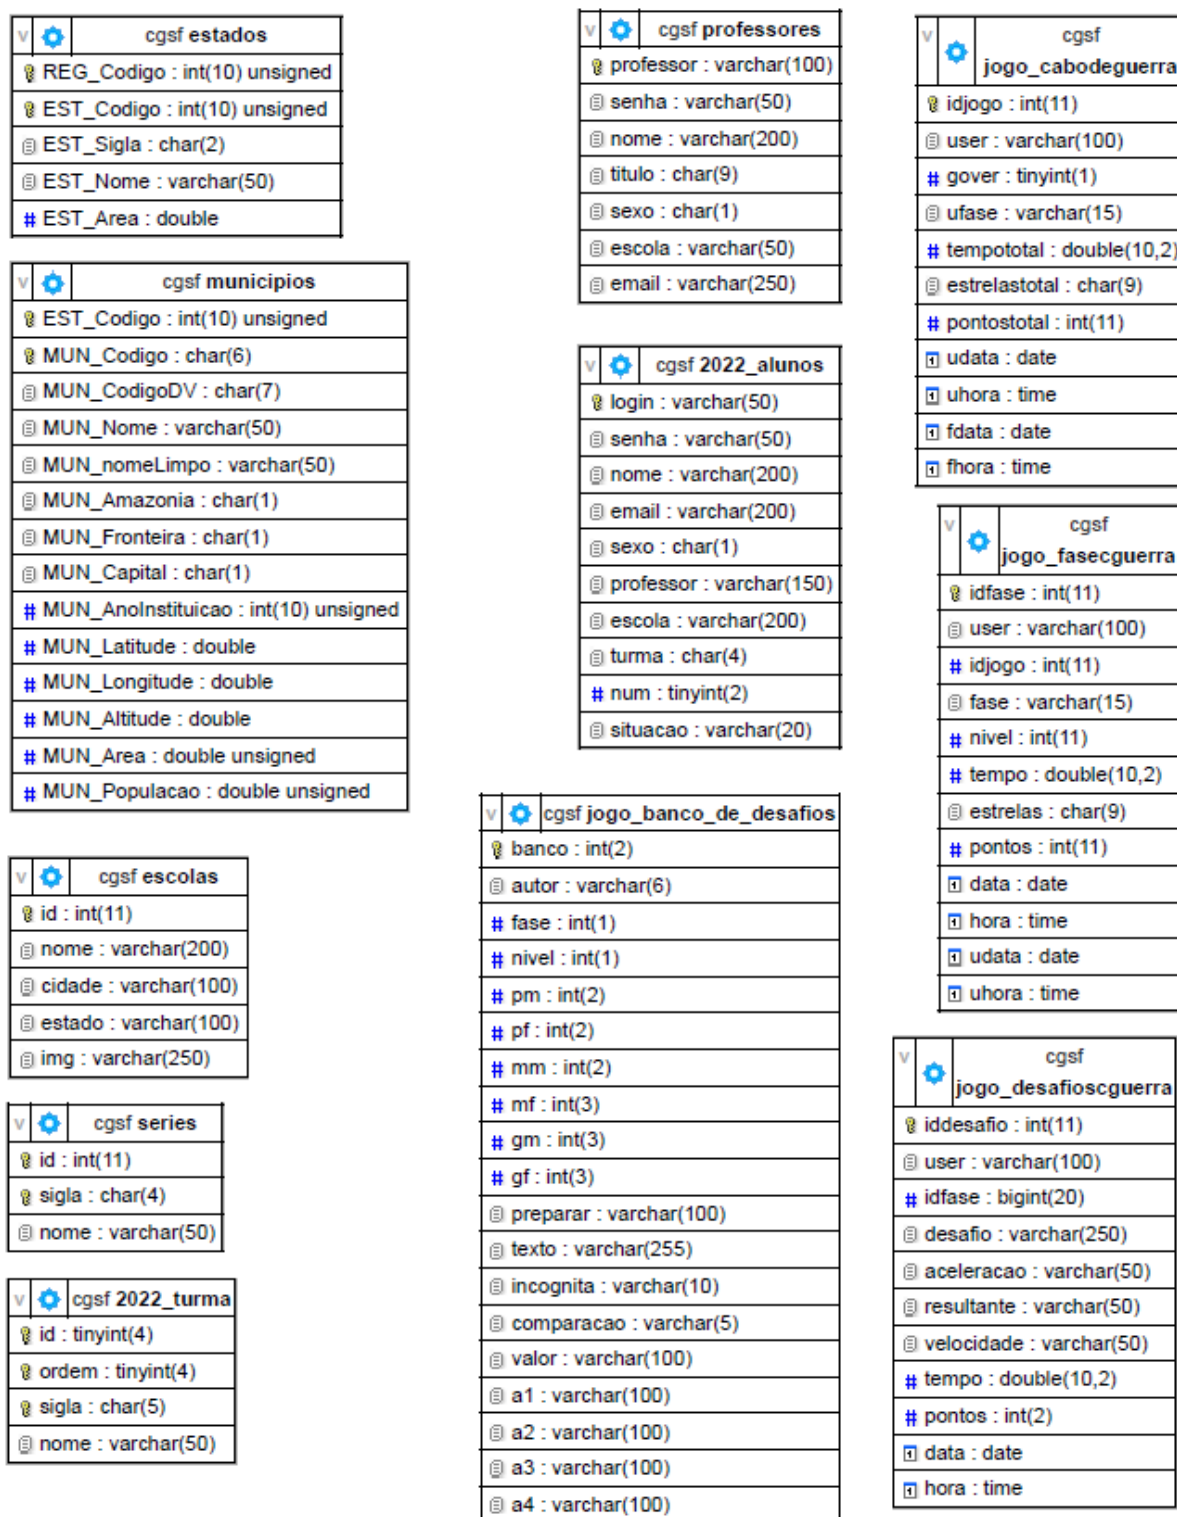 cgsf estados
REG_Codigo : int(10) unsigned
EST_Codigo : int(10) unsigned
EST_Sigla : char(2)
EST_Nome : varchar(50)
# EST_Area : double
cgsf municipios
EST_Codigo : int(10) unsigned
MUN_Codigo : char(6)
MUN_CodigoDV : char(7)
MUN_Nome : varchar(50)
MUN_nomeLimpo : varchar(50)
MUN_Amazonia : char(1)
MUN_Fronteira : char(1)
MUN_Capital : char(1)
# MUN_AnoInstituicao : int(10) unsigned
# MUN_Latitude : double
# MUN_Longitude : double
# MUN_Altitude : double
# MUN_Area : double unsigned
# MUN_Populacao : double unsigned
cgsf escolas
id : int(11)
nome : varchar(200)
cidade : varchar(100)
estado : varchar(100)
img : varchar(250)
cgsf series
id : int(11)
sigla : char(4)
nome : varchar(50)
cgsf 2022_turma
id : tinyint(4)
ordem : tinyint(4)
sigla : char(5)
nome : varchar(50)
cgsf professores
professor : varchar(100)
senha : varchar(50)
nome : varchar(200)
titulo : char(9)
sexo : char(1)
escola : varchar(50)
email : varchar(250)
cgsf 2022_alunos
login : varchar(50)
senha : varchar(50)
nome : varchar(200)
email : varchar(200)
sexo : char(1)
professor : varchar(150)
escola : varchar(200)
turma : char(4)
# num : tinyint(2)
situacao : varchar(20)
cgsf jogo_banco_de_desafios
banco : int(2)
autor : varchar(6)
# fase : int(1)
# nivel : int(1)
# pm : int(2)
# pf : int(2)
# mm : int(2)
# mf : int(3)
# gm : int(3)
# gf : int(3)
preparar : varchar(100)
texto : varchar(255)
incognita : varchar(10)
comparacao : varchar(5)
valor : varchar(100)
a1 : varchar(100)
a2 : varchar(100)
a3 : varchar(100)
a4 : varchar(100)
cgsf
jogo_cabodeguerra
idjogo : int(11)
user : varchar(100)
# gover : tinyint(1)
ufase : varchar(15)
# tempototal : double(10,2)
estrelastotal : char(9)
# pontostotal : int(11)
udata : date
uhora : time
fdata : date
fhora : time
cgsf
jogo_fasecguerra
idfase : int(11)
user : varchar(100)
# idjogo : int(11)
fase : varchar(15)
# nivel : int(11)
# tempo : double(10,2)
estrelas : char(9)
# pontos : int(11)
data : date
hora : time
udata : date
uhora : time
cgsf
jogo_desafioscguerra
iddesafio : int(11)
user : varchar(100)
# idfase : bigint(20)
desafio : varchar(250)
aceleracao : varchar(50)
resultante : varchar(50)
velocidade : varchar(50)
# tempo : double(10,2)
# pontos : int(2)
data : date
hora : time